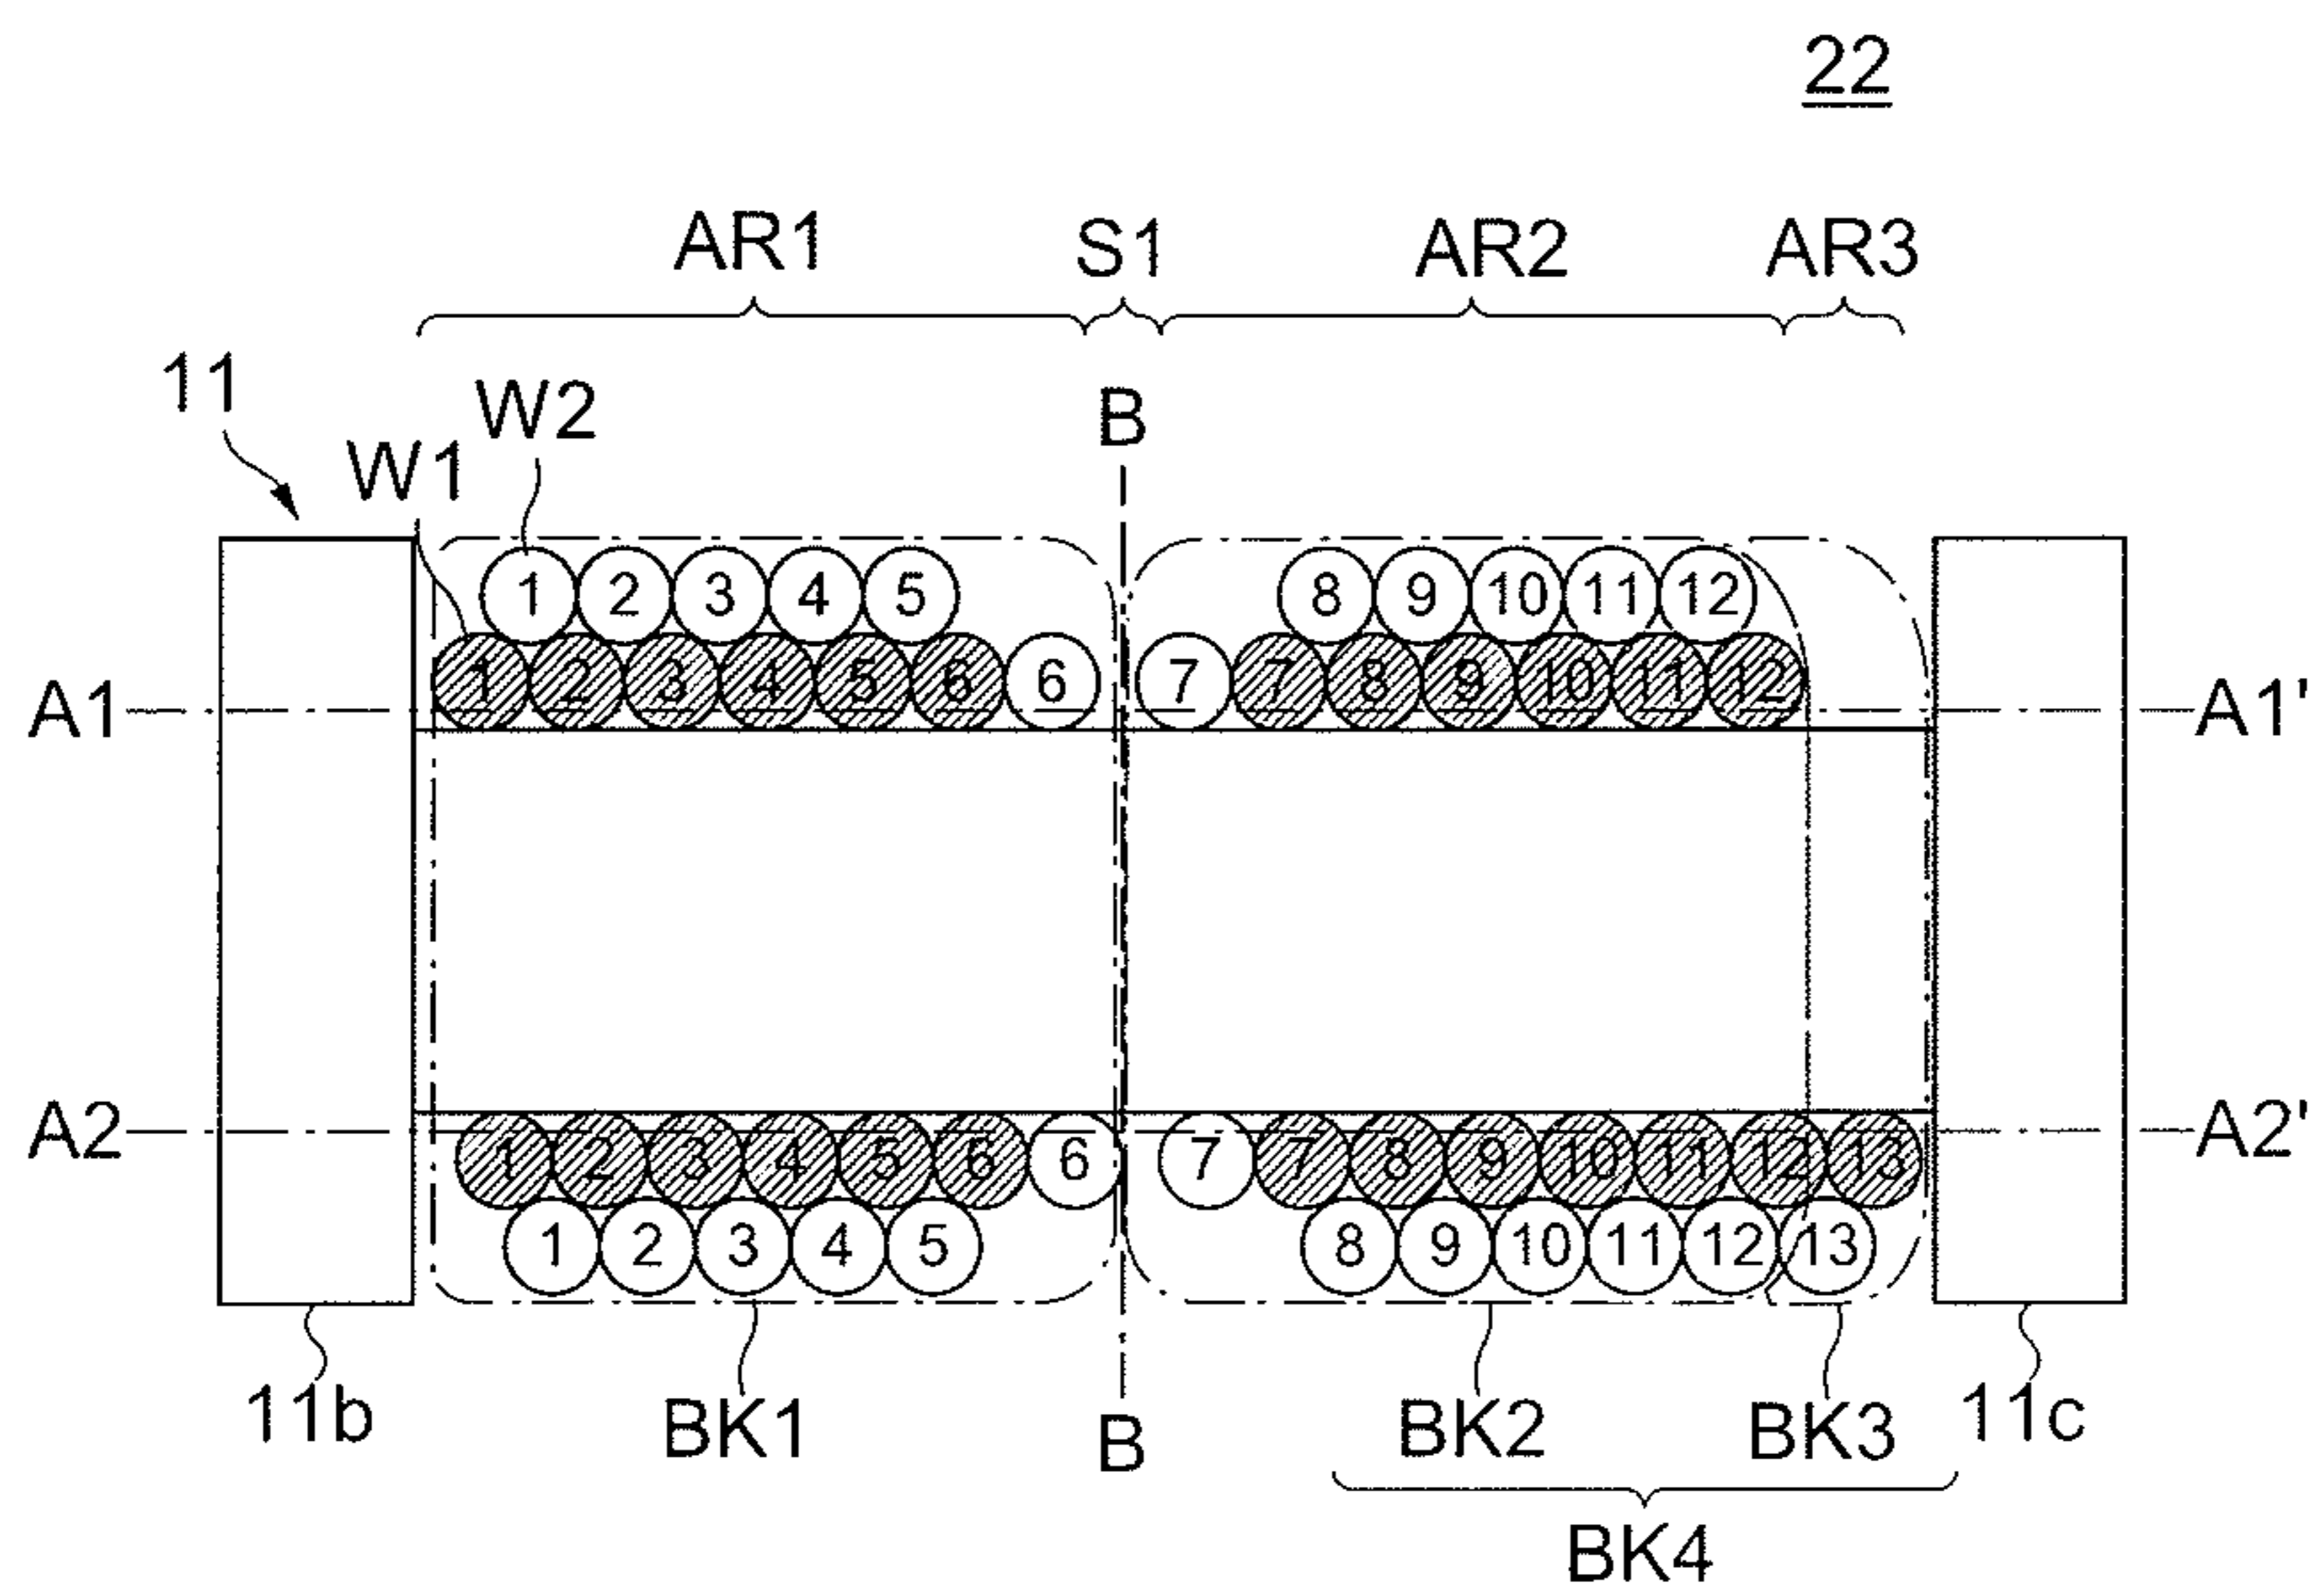 22
AR1 S1 AR2 AR3
11 W1 W2 B
1 2 3 4 5 8 9 10 11 12
A1 1 2 3 4 5 6 6 7 7 8 9 10 11 12 A1'
A2 1 2 3 4 5 6 6 7 7 8 9 10 11 12 13 A2'
1 2 3 4 5 8 9 10 11 12 13
11b BK1 B BK2 BK3 11c
BK4